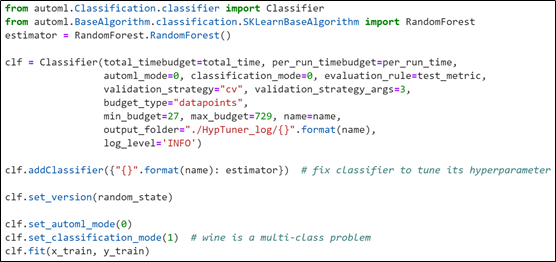 from automl.Classification.classifier import Classifier
from automl.BaseAlgorithm.classification.SKLearnBaseAlgorithm import RandomForest
estimator = RandomForest.RandomForest()

clf = Classifier(total_timebudget=total_time, per_run_timebudget=per_run_time,
                 automl_mode=0, classification_mode=0, evaluation_rule=test_metric,
                 validation_strategy="cv", validation_strategy_args=3,
                 budget_type="datapoints",
                 min_budget=27, max_budget=729, name=name,
                 output_folder="./HypTuner_log/{}".format(name),
                 log_level='INFO')

clf.addClassifier({"{}".format(name): estimator})  # fix classifier to tune its hyperparameter

clf.set_version(random_state)

clf.set_automl_mode(0)
clf.set_classification_mode(1)  # wine is a multi-class problem
clf.fit(x_train, y_train)